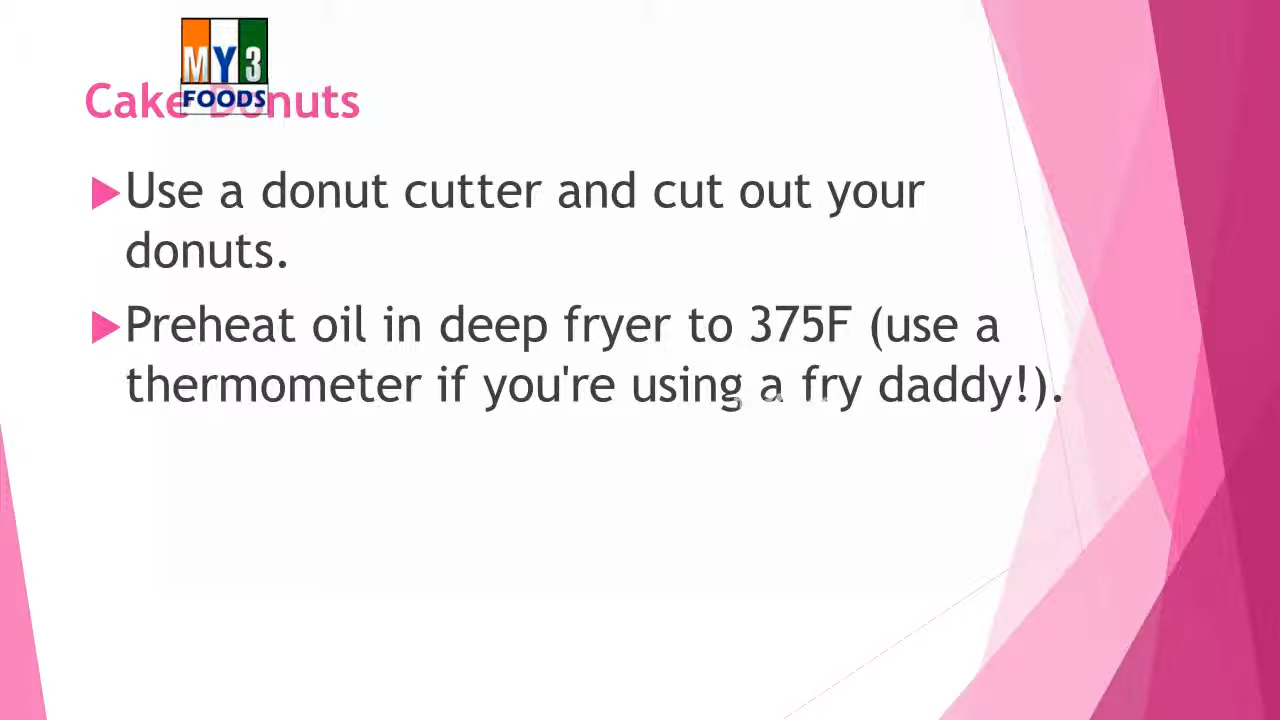 MY3
FOODS
Cake Donuts
Use a donut cutter and cut out your
donuts.
Preheat oil in deep fryer to 375F (use a
thermometer if you're using a fry daddy!).